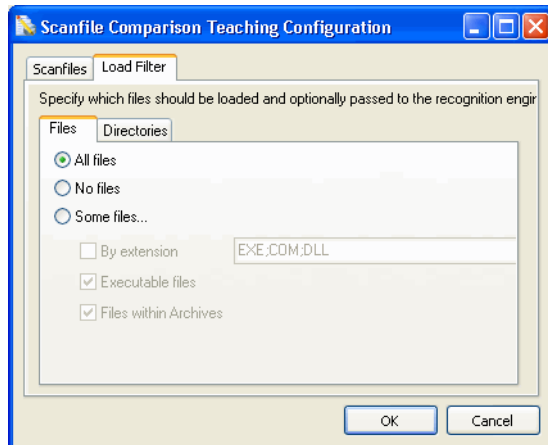 Scanfile Comparison Teaching Configuration
Scanfiles Load Filter
Specify which files should be loaded and optionally passed to the recognition engin
Files Directories
All files
No files
Some files...
By extension EXE;COM;DLL
Executable files
Files within Archives
OK Cancel